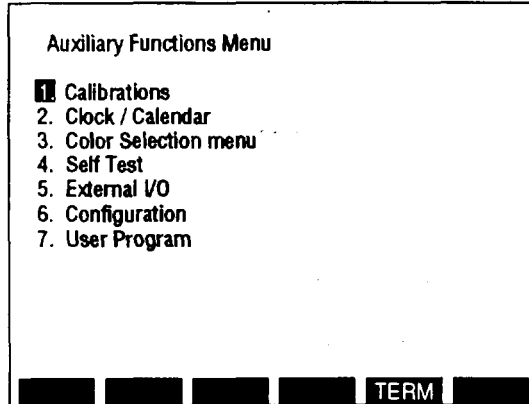 Auxiliary Functions Menu
1. Calibrations
2. Clock / Calendar
3. Color Selection menu
4. Self Test
5. External I/O
6. Configuration
7. User Program
TERM